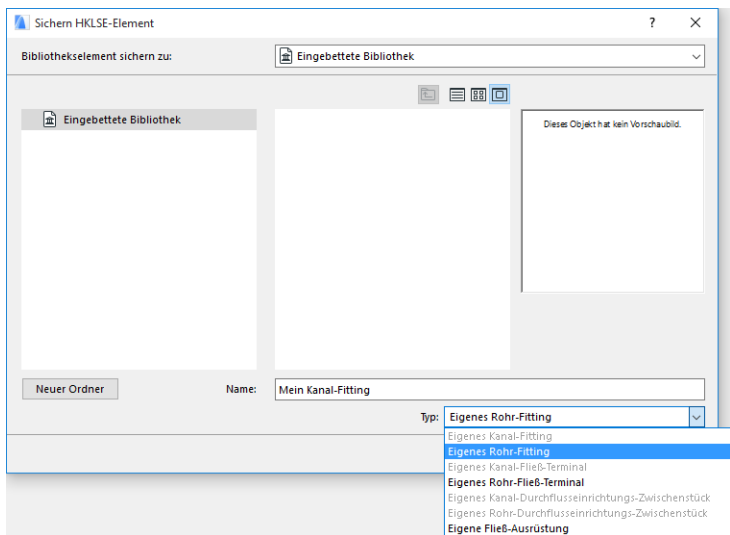 Sichern HKLSE-Element
?
Bibliothekselement sichern zu:
Eingebettete Bibliothek
Eingebettete Bibliothek
Dieses Objekt hat kein Vorschaubild.
Neuer Ordner
Name:
Mein Kanal-Fitting
Typ:
Eigenes Rohr-Fitting
Eigenes Kanal-Fitting
Eigenes Rohr-Fitting
Eigenes Kanal-Fließ-Terminal
Eigenes Rohr-Fließ-Terminal
Eigenes Kanal-Durchflusseinrichtungs-Zwischenstück
Eigenes Rohr-Durchflusseinrichtungs-Zwischenstück
Eigene Fließ-Ausrüstung